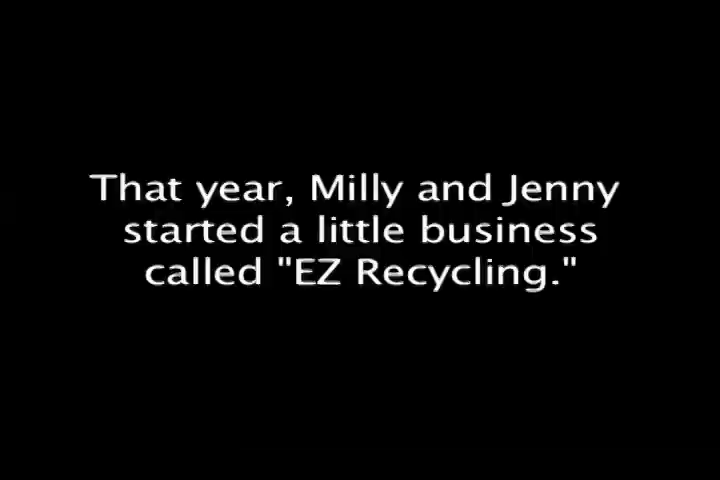 That year, Milly and Jenny
started a little business
called "EZ Recycling."